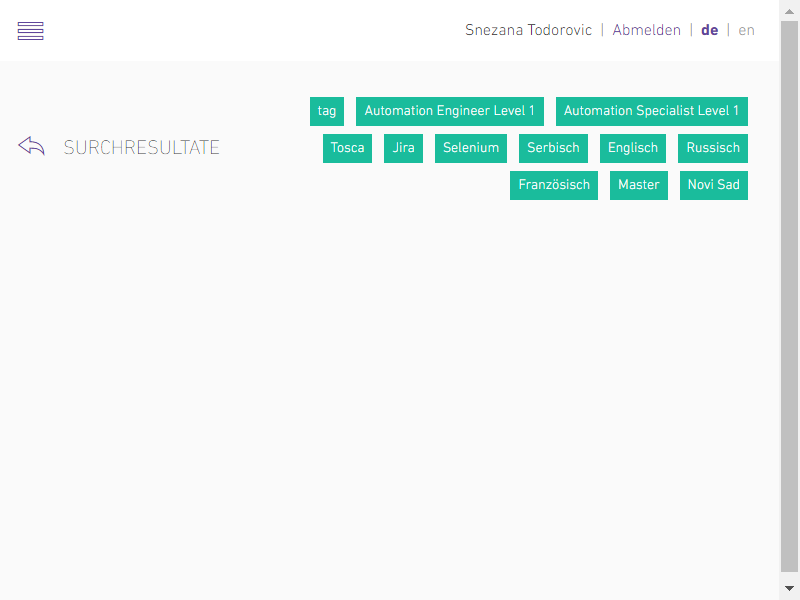 Snezana Todorovic | Abmelden | de | en
tag Automation Engineer Level 1 Automation Specialist Level 1
SURCHRESULTATE Tosca Jira Selenium Serbisch Englisch Russisch
Französisch Master Novi Sad